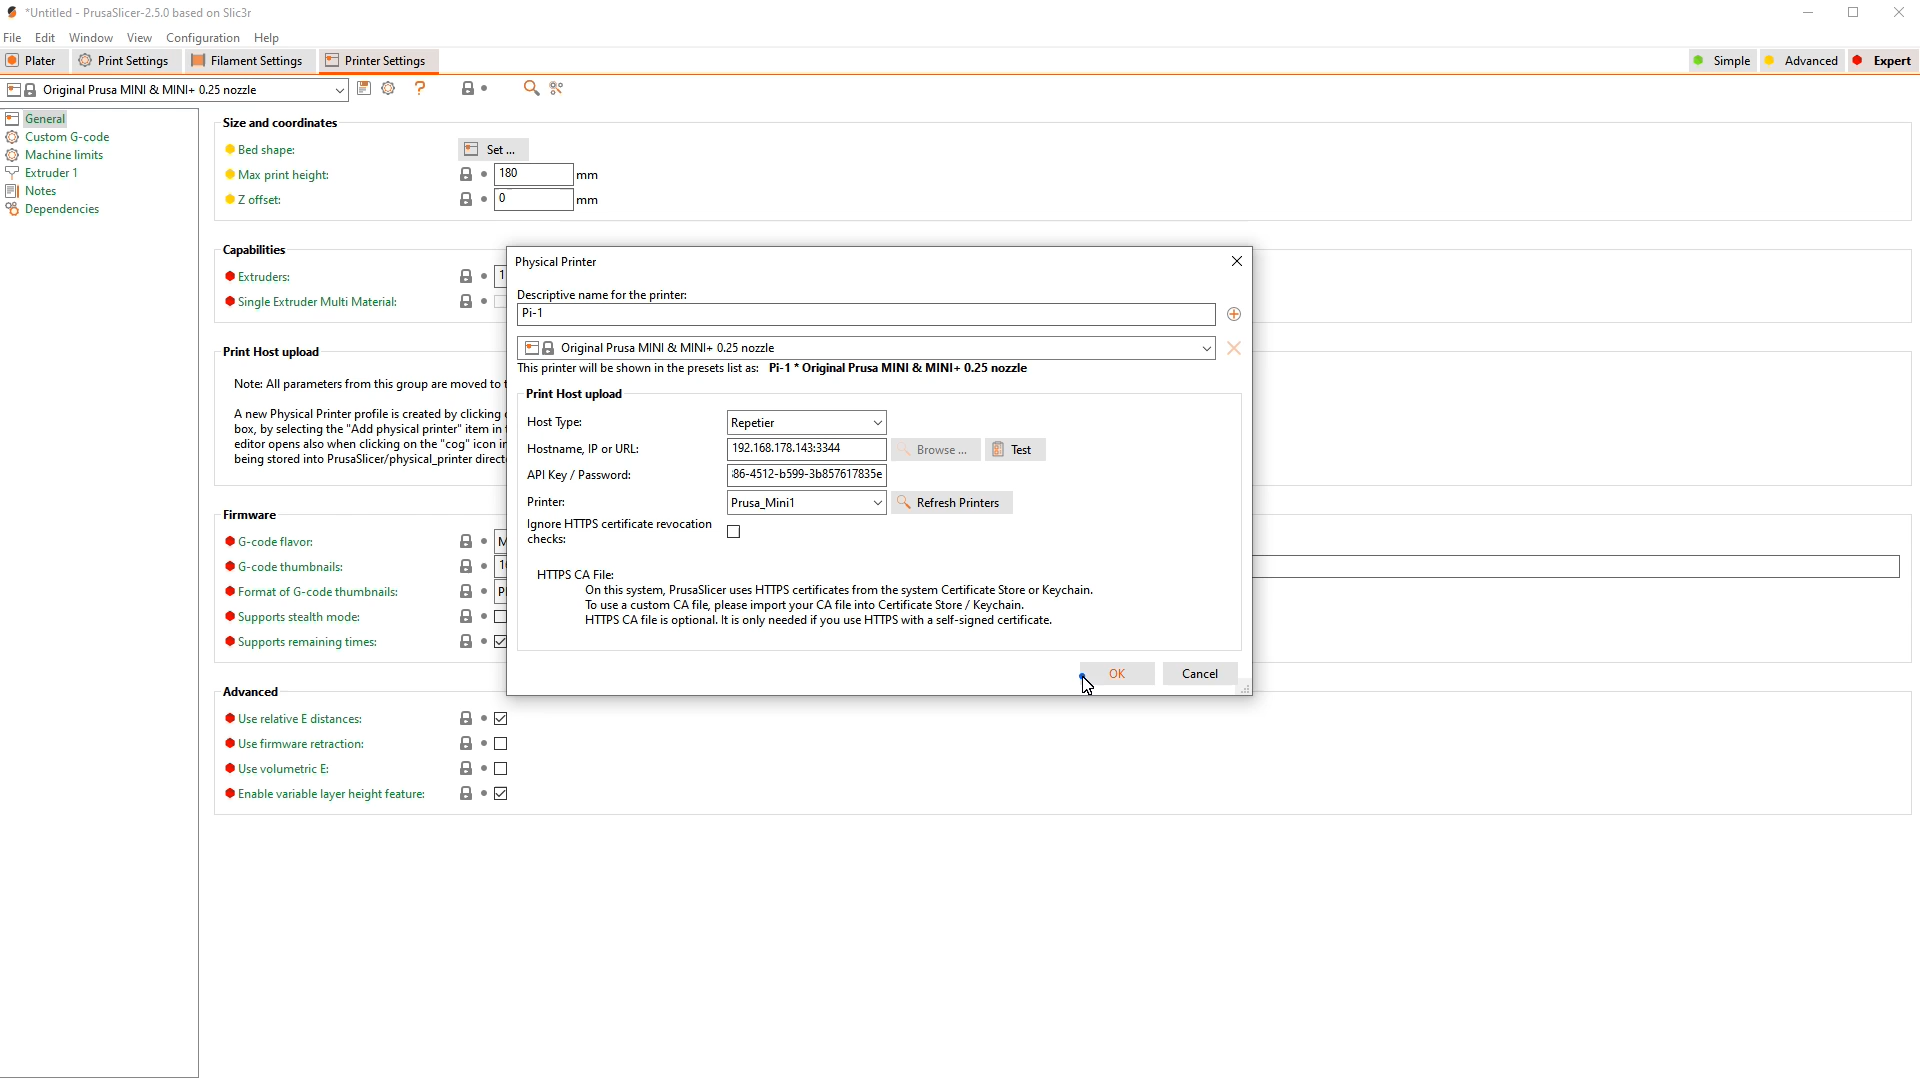 *Untitled - PrusaSlicer-2.5.0 based on Slic3r
File Edit Window View Configuration Help
Plater Print Settings Filament Settings Printer Settings Simple Advanced Expert
Original Prusa MINI & MINI+ 0.25 nozzle
General
Custom G-code
Machine limits
Extruder 1
Notes
Dependencies
Size and coordinates
Bed shape: Set ...
Max print height: 180 mm
Z offset: 0 mm
Capabilities
Extruders: 1
Single Extruder Multi Material:
Print Host upload
Note: All parameters from this group are moved to
A new Physical Printer profile is created by clicking
box, by selecting the "Add physical printer" item in
editor opens also when clicking on the "cog" icon
being stored into PrusaSlicer/physical_printer
Firmware
G-code flavor:
G-code thumbnails:
Format of G-code thumbnails:
Supports stealth mode:
Supports remaining times:
Advanced
Use relative E distances:
Use firmware retraction:
Use volumetric E:
Enable variable layer height feature:
Physical Printer
Descriptive name for the printer:
Pi-1
Original Prusa MINI & MINI+ 0.25 nozzle
This printer will be shown in the presets list as: Pi-1 * Original Prusa MINI & MINI+ 0.25 nozzle
Print Host upload
Host Type: Repetier
Hostname, IP or URL: 192.168.178.143:3344 Browse ... Test
API Key / Password: 86-4512-b599-3b857617835e
Printer: Prusa_Mini1 Refresh Printers
Ignore HTTPS certificate revocation
checks:
HTTPS CA File:
On this system, PrusaSlicer uses HTTPS certificates from the system Certificate Store or Keychain.
To use a custom CA file, please import your CA file into Certificate Store / Keychain.
HTTPS CA file is optional. It is only needed if you use HTTPS with a self-signed certificate.
OK Cancel